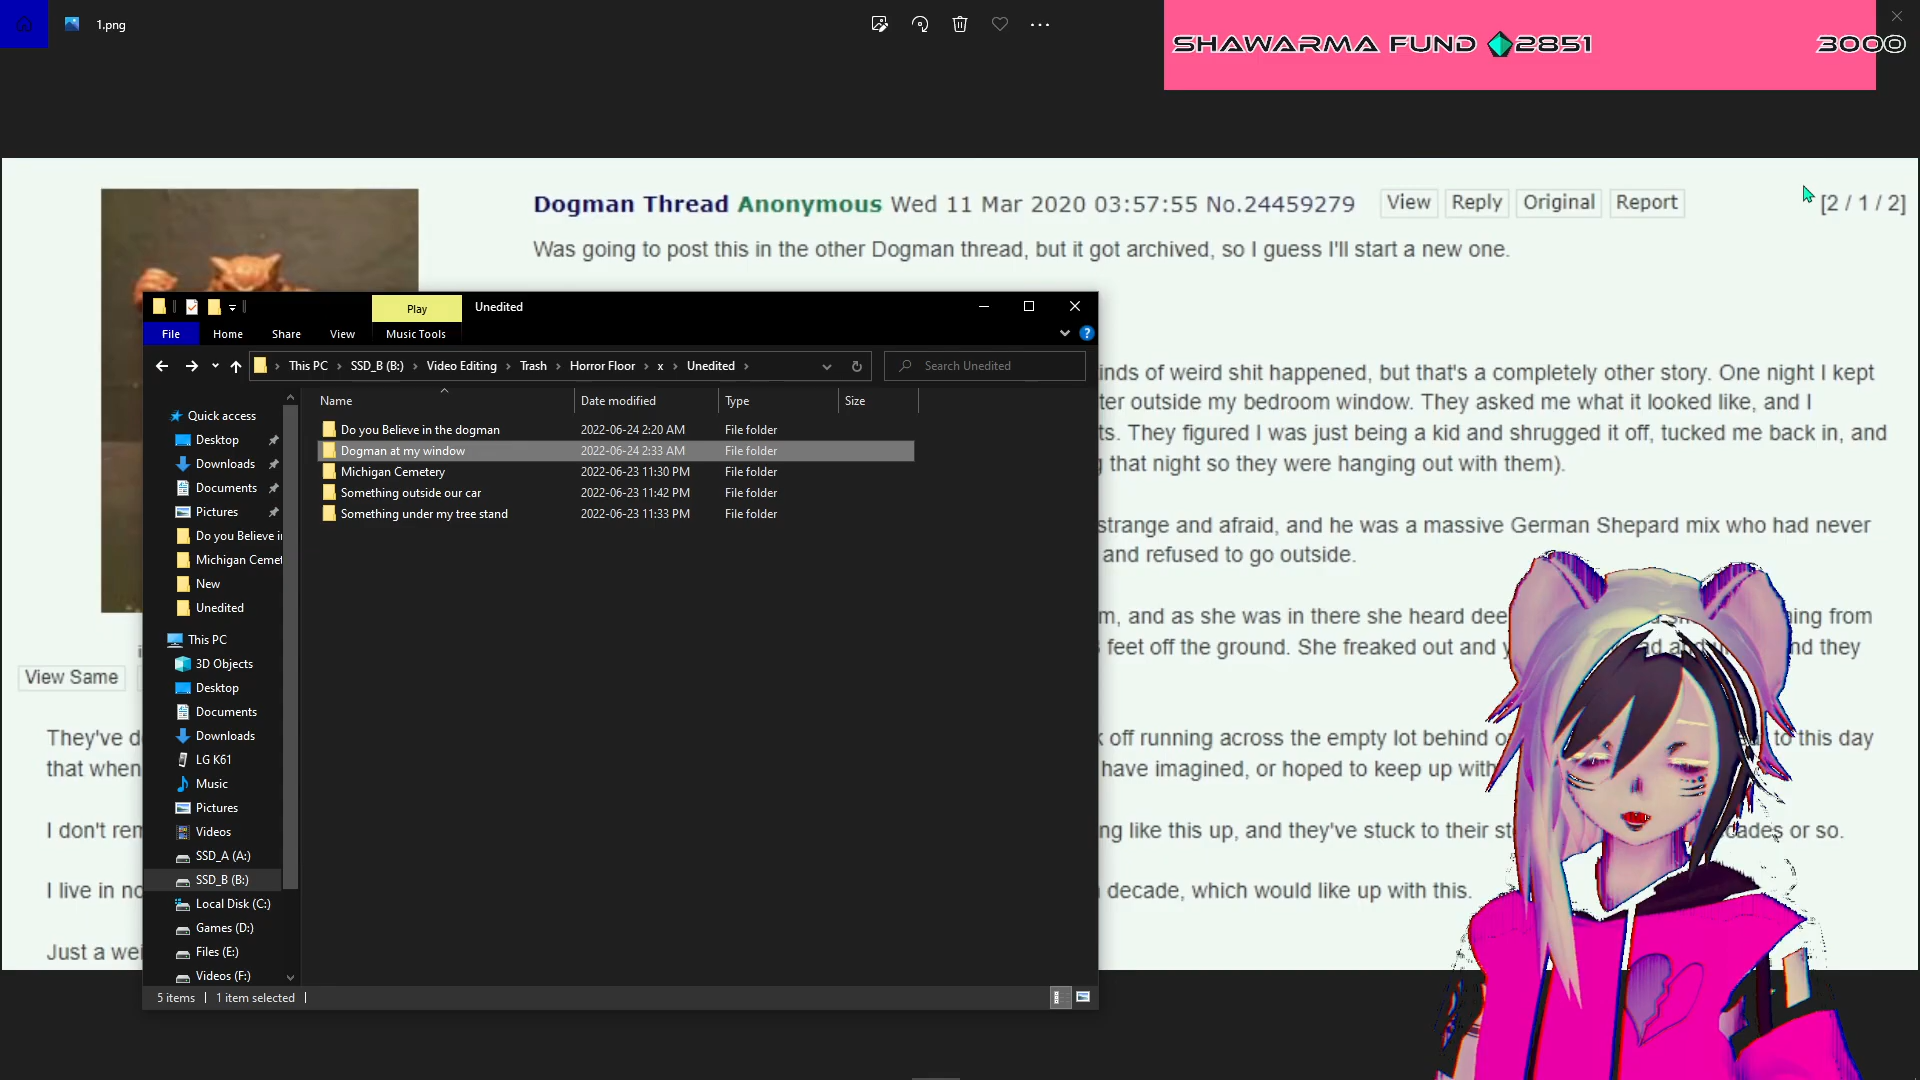 1.png
SHAWARMA FUND 2851 3000
Dogman Thread Anonymous Wed 11 Mar 2020 03:57:55 No.24459279 View Reply Original Report [2 / 1 / 2]
Was going to post this in the other Dogman thread, but it got archived, so I guess I'll start a new one.
Play
Unedited
File Home Share View Music Tools
This PC SSD_B (B:) Video Editing Trash Horror Floor x Unedited
Search Unedited
Name Date modified Type Size
Do you Believe in the dogman 2022-06-24 2:20 AM File folder
Dogman at my window 2022-06-24 2:33 AM File folder
Michigan Cemetery 2022-06-23 11:30 PM File folder
Something outside our car 2022-06-23 11:42 PM File folder
Something under my tree stand 2022-06-23 11:33 PM File folder
Quick access
Desktop
Downloads
Documents
Pictures
Do you Believe i
Michigan Cemet
New
Unedited
This PC
3D Objects
Desktop
Documents
Downloads
LG K61
Music
Pictures
Videos
SSD_A (A:)
SSD_B (B:)
Local Disk (C:)
Games (D:)
Files (E:)
Videos (F:)
5 items 1 item selected
inds of weird shit happened, but that's a completely other story. One night I kept
ter outside my bedroom window. They asked me what it looked like, and I
ts. They figured I was just being a kid and shrugged it off, tucked me back in, and
that night so they were hanging out with them).
strange and afraid, and he was a massive German Shepard mix who had never
and refused to go outside.
m, and as she was in there she heard dee ing from
feet off the ground. She freaked out and nd they
View Same
They've d off running across the empty lot behind to this day
that when have imagined, or hoped to keep up with
I don't ng like this up, and they've stuck to their cades or so.
I live in decade, which would like up with this.
Just a